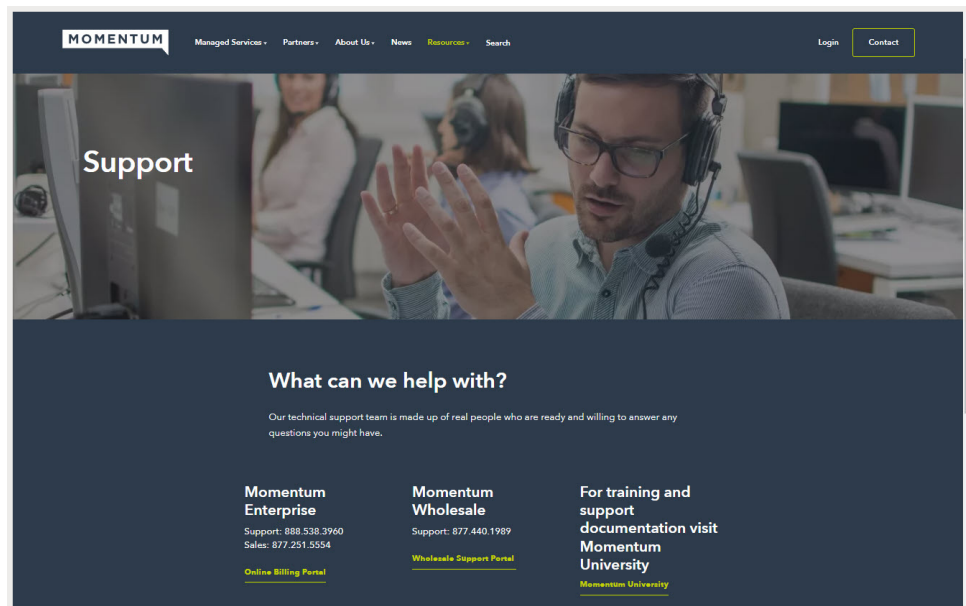 MOMENTUM
Managed Services Partners About Us News Resources Search
Login Contact
Support
What can we help with?
Our technical support team is made up of real people who are ready and willing to answer any
questions you might have.
Momentum
Enterprise
Support: 888.538.3960
Sales: 877.251.5554
Online Billing Portal
Momentum
Wholesale
Support: 877.440.1989
Wholesale Support Portal
For training and
support
documentation visit
Momentum
University
Momentum University